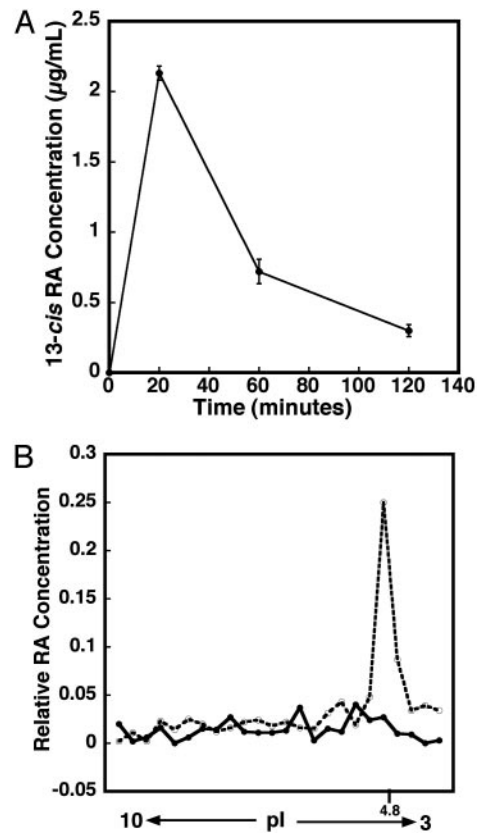 A
13-cis RA Concentration (µg/mL)
2.5
2
1.5
1
0.5
0
0 20 40 60 80 100 120 140
Time (minutes)
B
Relative RA Concentration
0.3
0.25
0.2
0.15
0.1
0.05
0
-0.05
4.8
10 pI 3